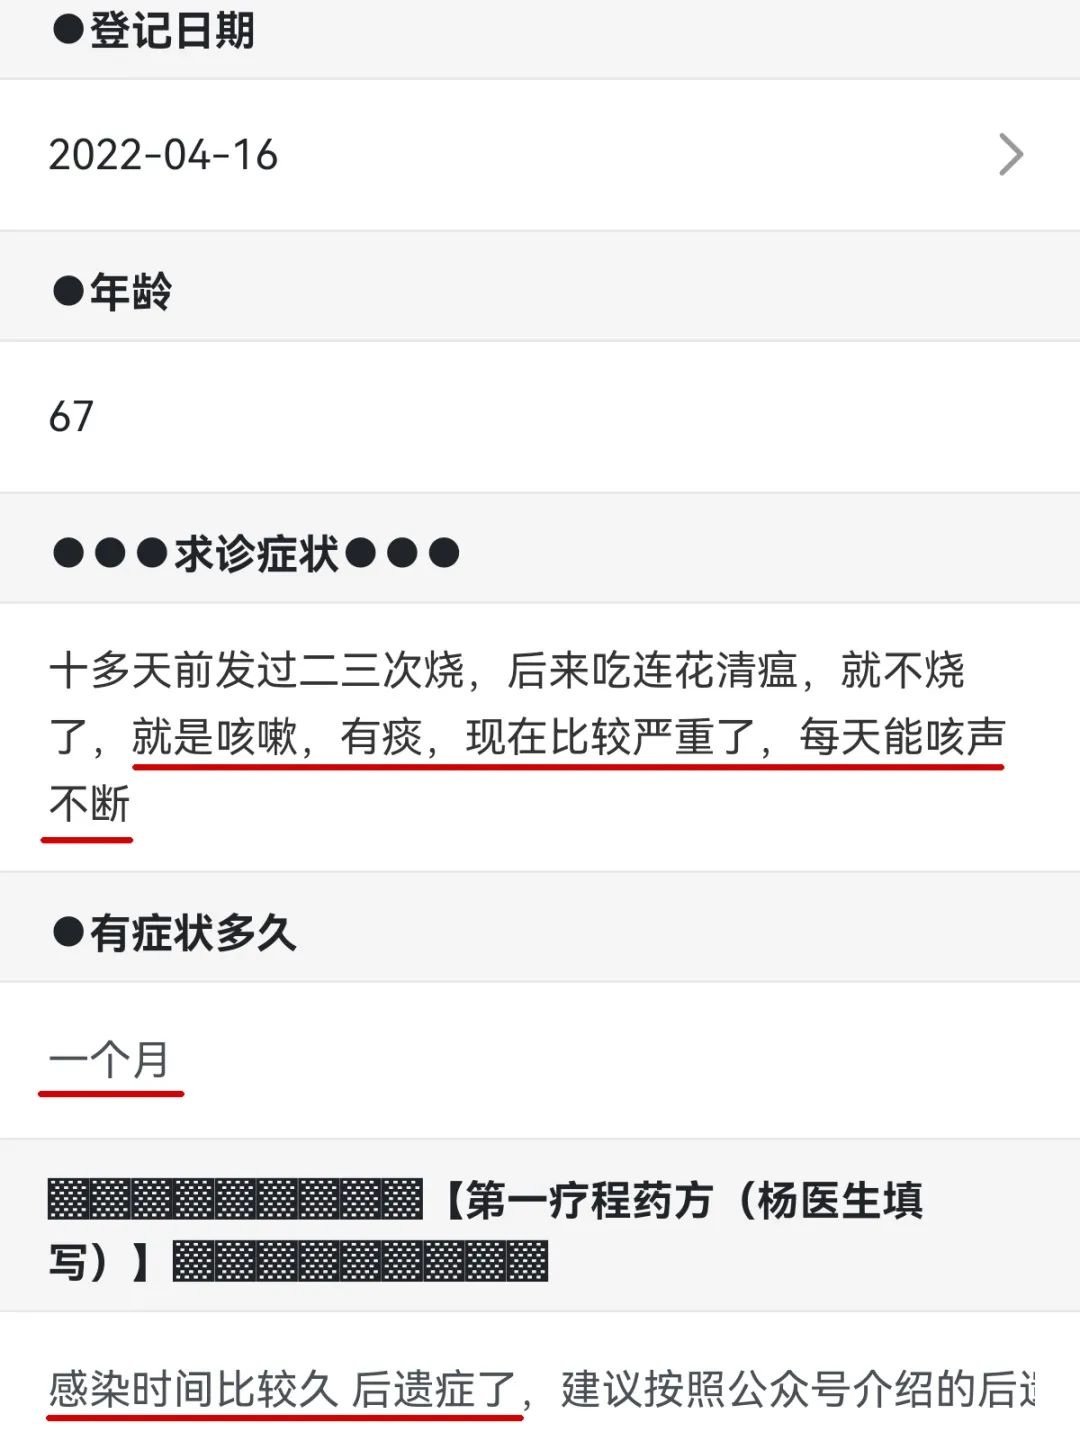 ●登记日期
2022-04-16
●年龄
67
●●●求诊症状●●●
十多天前发过二三次烧，后来吃连花清瘟，就不烧
了，就是咳嗽，有痰，现在比较严重了，每天能咳声
不断
●有症状多久
一个月
▓▓▓▓▓▓▓▓▓【第一疗程药方（杨医生填
写）】▓▓▓▓▓▓▓▓▓
感染时间比较久 后遗症了，建议按照公众号介绍的后